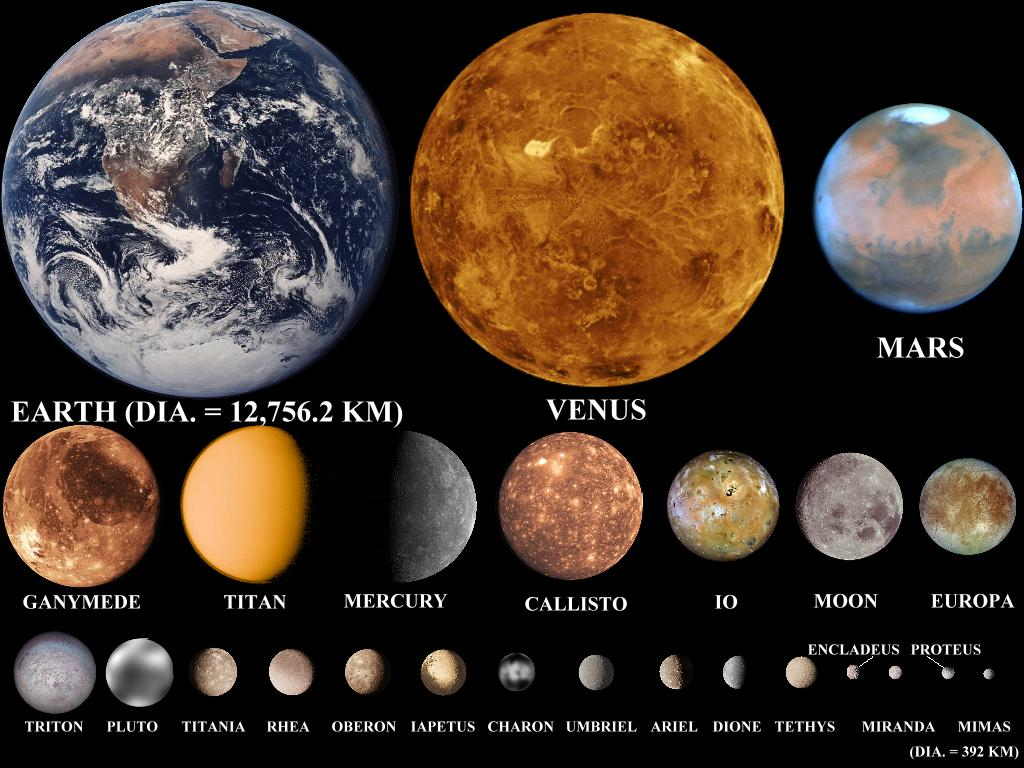 EARTH (DIA. = 12,756.2 KM)
VENUS
MARS
GANYMEDE
TITAN
MERCURY
CALLISTO
IO
MOON
EUROPA
ENCLADEUS
PROTEUS
TRITON
PLUTO
TITANIA
RHEA
OBERON
IAPETUS
CHARON
UMBRIEL
ARIEL
DIONE
TETHYS
MIRANDA
MIMAS
(DIA. = 392 KM)